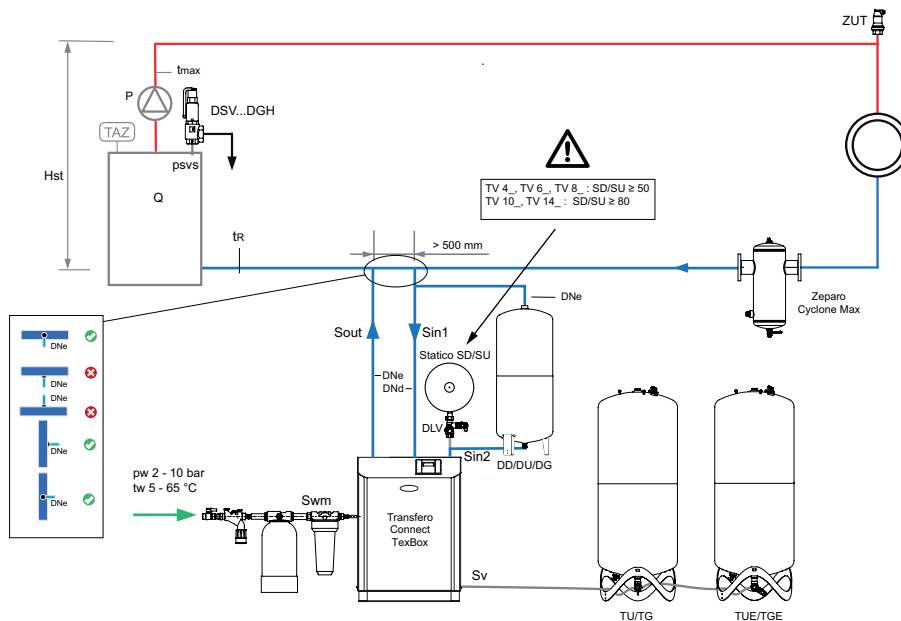 ZUT
tmax
P
DSV...DGH
TAZ
psvs
Hst
Q
TV 4_, TV 6_, TV 8_ : SD/SU ≥ 50
TV 10_, TV 14_ : SD/SU ≥ 80
> 500 mm
tR
DNe
Zeparo
Cyclone Max
Sout
Sin1
Statico SD/SU
DNe
DNd
DLV
Sin2
DD/DU/DG
DNe
DNe
DNe
DNe
DNe
pw 2 - 10 bar
tw 5 - 65 °C
Swm
Transfero
Connect
TexBox
Sv
TU/TG
TUE/TGE